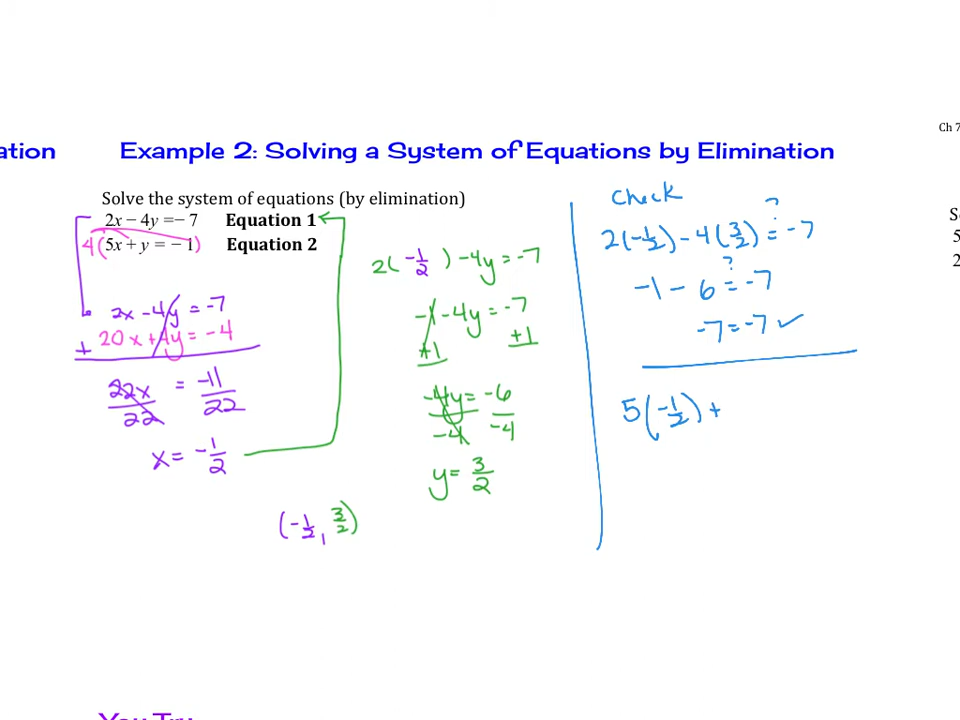 Ch 7
ation
Example 2: Solving a System of Equations by Elimination
Solve the system of equations (by elimination)
2x − 4y = − 7 Equation 1
4(5x + y = − 1) Equation 2
2x - 4y = -7
+ 20x + 4y = -4
22x/22 = -11/22
x = -1/2
2(-1/2) - 4y = -7
-1 - 4y = -7
+1 +1
-4y/-4 = -6/-4
y = 3/2
(-1/2, 3/2)
check
2(-1/2) - 4(3/2) ?= -7
-1 - 6 ?= -7
-7 = -7 ✓
5(-1/2) +
S
5
2
You Try